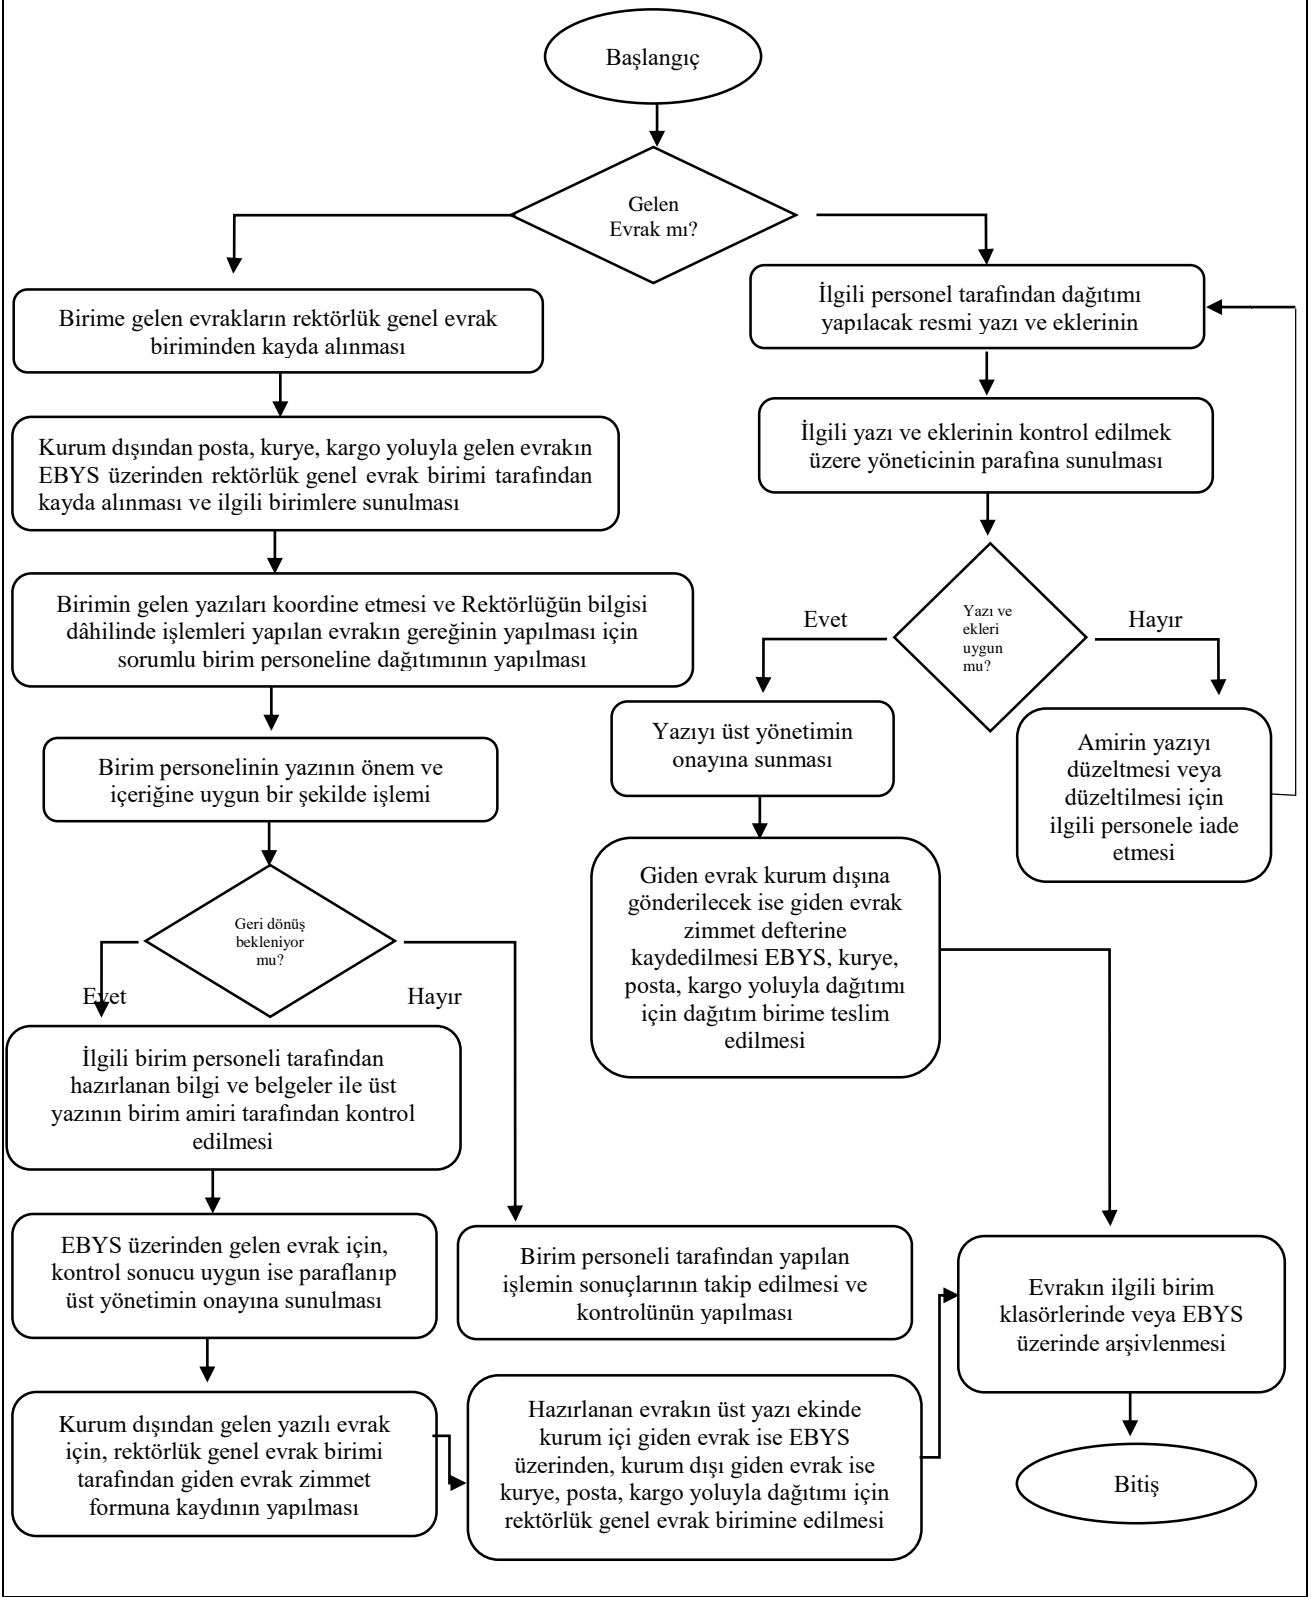 Başlangıç
Gelen
Evrak mı?
Birime gelen evrakların rektörlük genel evrak
biriminden kayda alınması
Kurum dışından posta, kurye, kargo yoluyla gelen evrakın
EBYS üzerinden rektörlük genel evrak birimi tarafından
kayda alınması ve ilgili birimlere sunulması
Birimin gelen yazıları koordine etmesi ve Rektörlüğün bilgisi
dâhilinde işlemleri yapılan evrakın gereğinin yapılması için
sorumlu birim personeline dağıtımının yapılması
Birim personelinin yazının önem ve
içeriğine uygun bir şekilde işlemi
Geri dönüş
bekleniyor
mu?
Evet
Hayır
İlgili birim personeli tarafından
hazırlanan bilgi ve belgeler ile üst
yazının birim amiri tarafından kontrol
edilmesi
EBYS üzerinden gelen evrak için,
kontrol sonucu uygun ise paraflanıp
üst yönetimin onayına sunulması
Kurum dışından gelen yazılı evrak
için, rektörlük genel evrak birimi
tarafından giden evrak zimmet
formuna kaydının yapılması
Birim personeli tarafından yapılan
işlemin sonuçlarının takip edilmesi ve
kontrolünün yapılması
Hazırlanan evrakın üst yazı ekinde
kurum içi giden evrak ise EBYS
üzerinden, kurum dışı giden evrak ise
kurye, posta, kargo yoluyla dağıtımı için
rektörlük genel evrak birimine edilmesi
İlgili personel tarafından dağıtımı
yapılacak resmi yazı ve eklerinin
İlgili yazı ve eklerinin kontrol edilmek
üzere yöneticinin parafına sunulması
Yazı ve
ekleri
uygun
mu?
Evet
Hayır
Yazıyı üst yönetimin
onayına sunması
Amirin yazıyı
düzeltmesi veya
düzeltilmesi için
ilgili personele iade
etmesi
Giden evrak kurum dışına
gönderilecek ise giden evrak
zimmet defterine
kaydedilmesi EBYS, kurye,
posta, kargo yoluyla dağıtımı
için dağıtım birime teslim
edilmesi
Evrakın ilgili birim
klasörlerinde veya EBYS
üzerinde arşivlenmesi
Bitiş